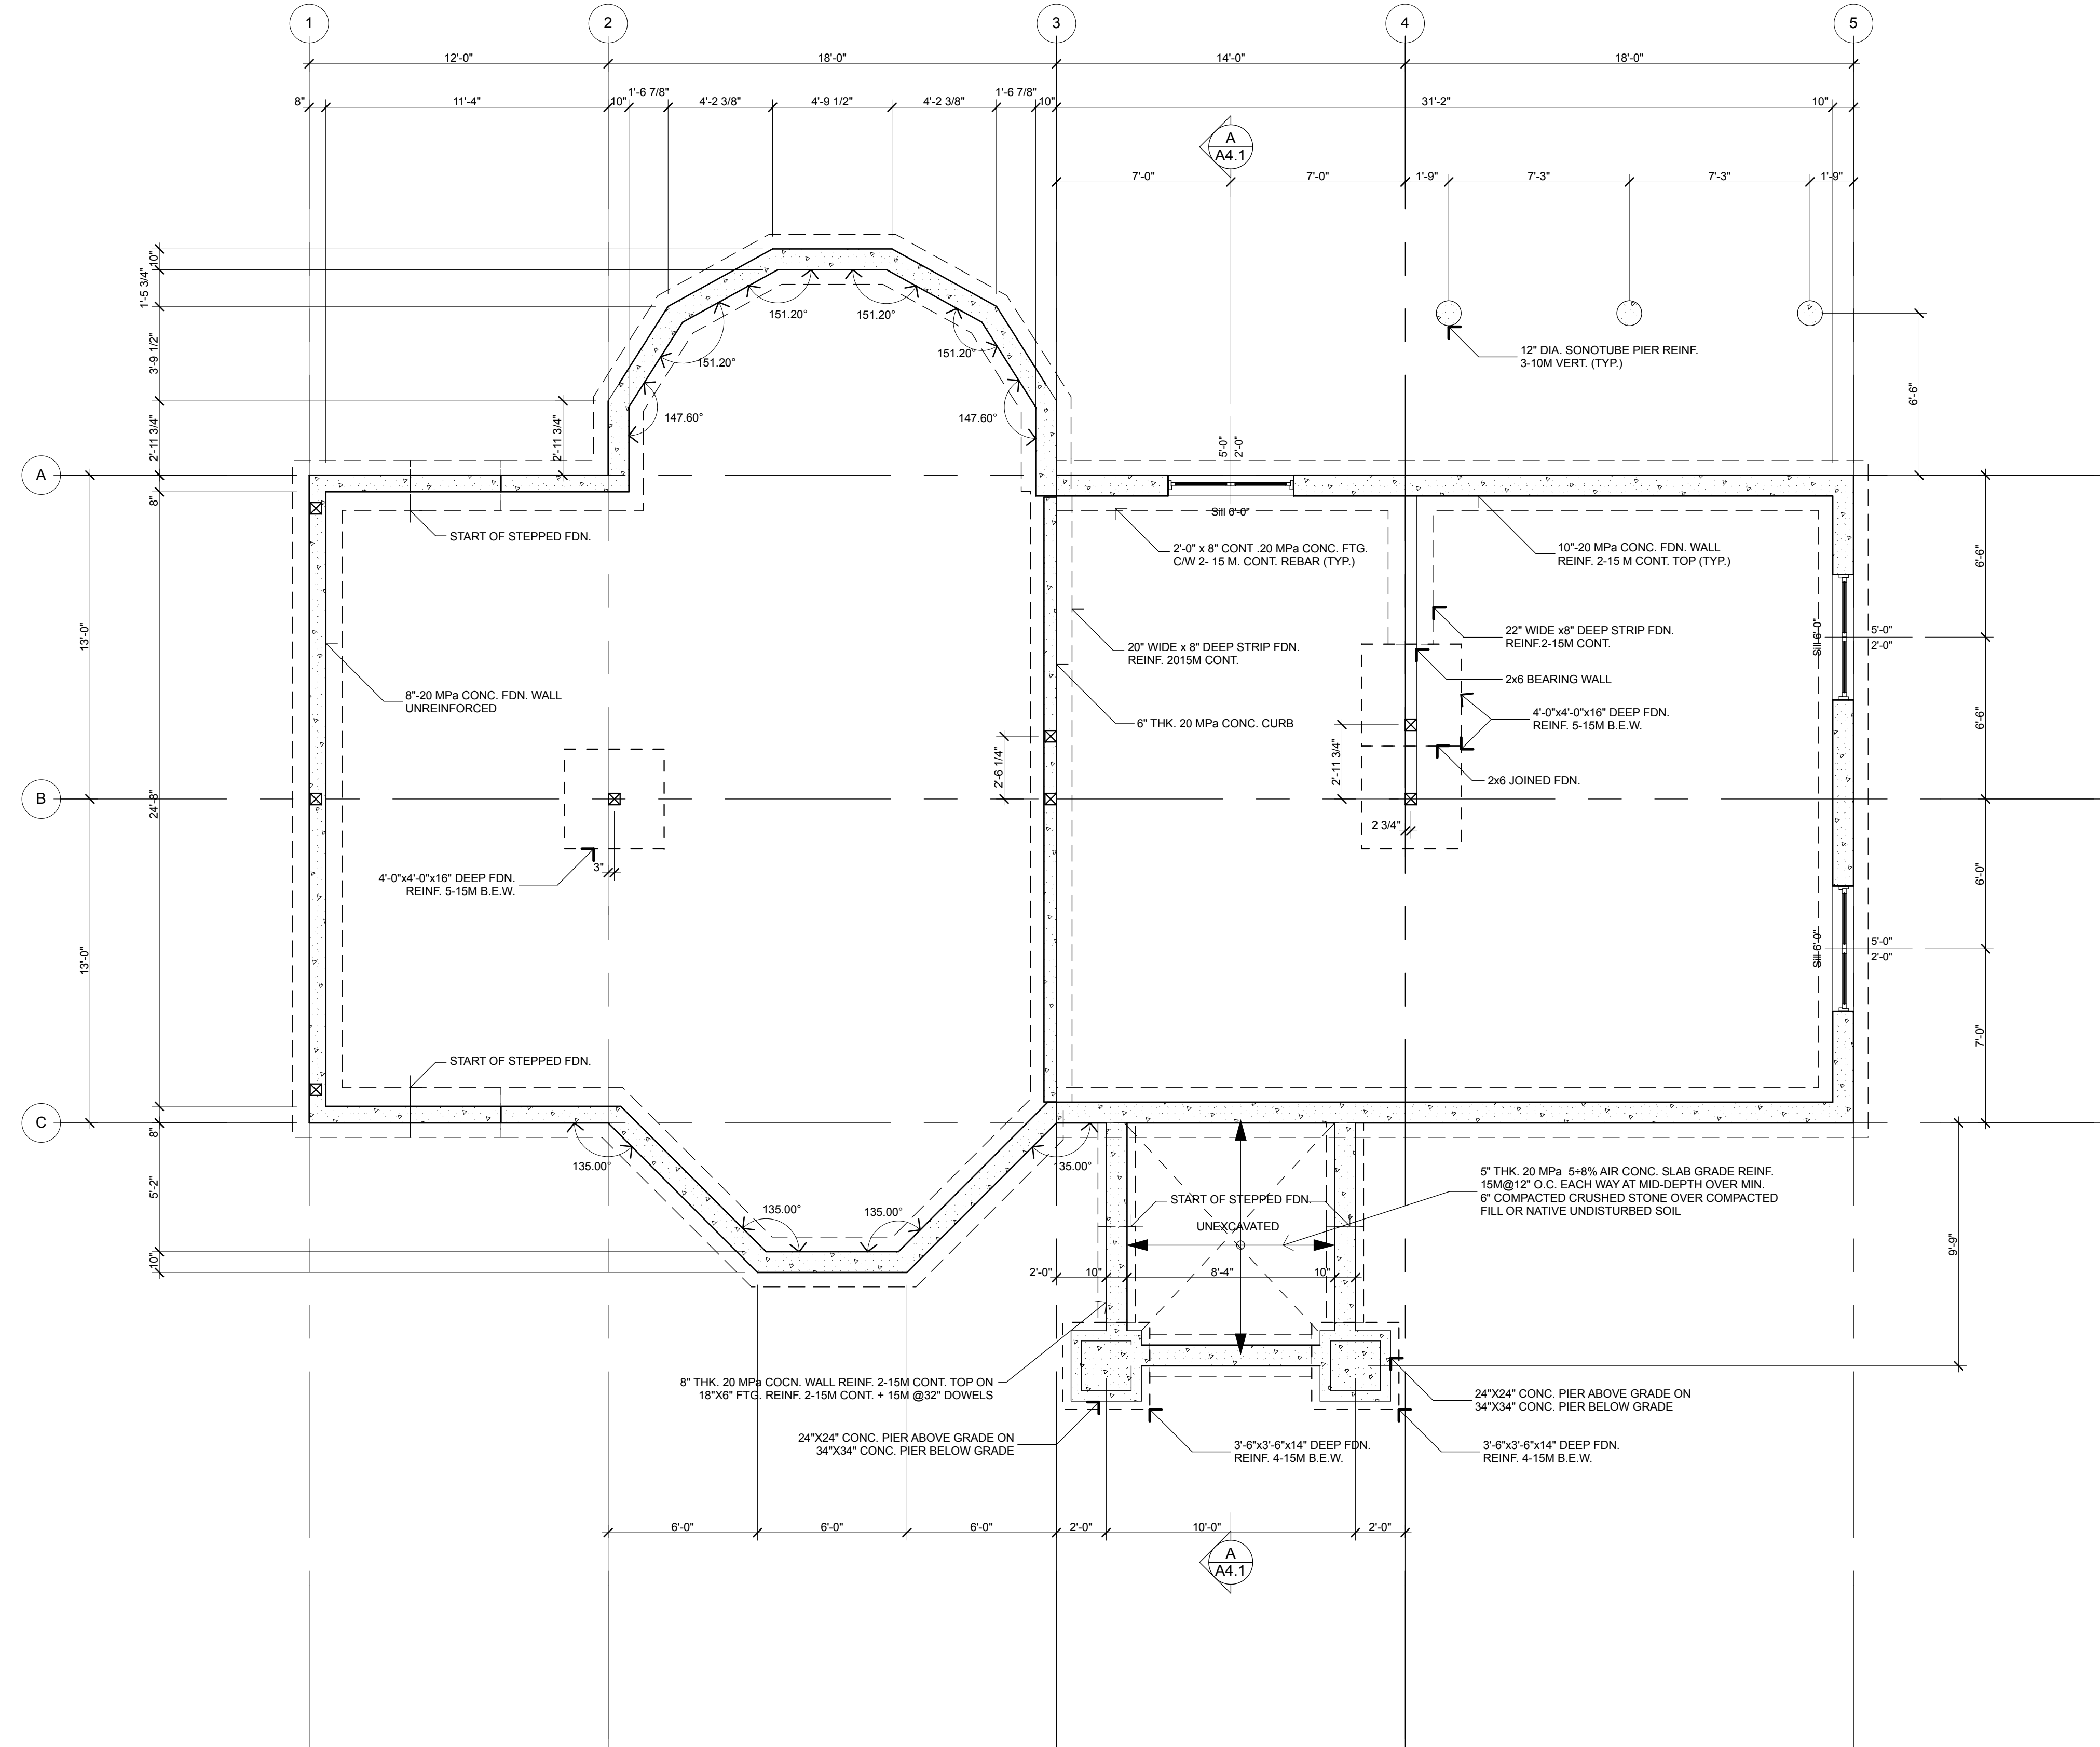 1 2 3 4 5
12'-0" 18'-0" 14'-0" 18'-0"
8" 11'-4" 10" 1'-6 7/8" 4'-2 3/8" 4'-9 1/2" 4'-2 3/8" 1'-6 7/8" 10" 31'-2" 10"
A
A4.1
7'-0" 7'-0" 1'-9" 7'-3" 7'-3" 1'-9"
10"
1'-5 3/4"
3'-9 1/2"
2'-11 3/4"
2'-11 3/4"
151.20° 151.20°
151.20° 151.20°
147.60° 147.60°
12" DIA. SONOTUBE PIER REINF.
3-10M VERT. (TYP.)
6'-6"
5'-0"
2'-0"
Sill 6'-0"
A
8"
START OF STEPPED FDN.
2'-0" x 8" CONT .20 MPa CONC. FTG.
C/W 2- 15 M. CONT. REBAR (TYP.)
10"-20 MPa CONC. FDN. WALL
REINF. 2-15 M CONT. TOP (TYP.)
6'-6"
13'-0"
20" WIDE x 8" DEEP STRIP FDN.
REINF. 2015M CONT.
22" WIDE x8" DEEP STRIP FDN.
REINF.2-15M CONT.
Sill 6'-0"
5'-0"
2'-0"
2x6 BEARING WALL
8"-20 MPa CONC. FDN. WALL
UNREINFORCED
6" THK. 20 MPa CONC. CURB
4'-0"x4'-0"x16" DEEP FDN.
REINF. 5-15M B.E.W.
6'-6"
2'-6 1/4"
2'-11 3/4"
2x6 JOINED FDN.
B
24'-8"
2 3/4"
3"
4'-0"x4'-0"x16" DEEP FDN.
REINF. 5-15M B.E.W.
6'-0"
13'-0"
Sill 6'-0"
5'-0"
2'-0"
7'-0"
START OF STEPPED FDN.
C
8"
135.00° 135.00°
5'-2"
135.00° 135.00°
10"
START OF STEPPED FDN.
UNEXCAVATED
5" THK. 20 MPa 5÷8% AIR CONC. SLAB GRADE REINF.
15M@12" O.C. EACH WAY AT MID-DEPTH OVER MIN.
6" COMPACTED CRUSHED STONE OVER COMPACTED
FILL OR NATIVE UNDISTURBED SOIL
9'-9"
2'-0" 10" 8'-4" 10"
8" THK. 20 MPa COCN. WALL REINF. 2-15M CONT. TOP ON
18"X6" FTG. REINF. 2-15M CONT. + 15M @32" DOWELS
24"X24" CONC. PIER ABOVE GRADE ON
34"X34" CONC. PIER BELOW GRADE
24"X24" CONC. PIER ABOVE GRADE ON
34"X34" CONC. PIER BELOW GRADE
3'-6"x3'-6"x14" DEEP FDN.
REINF. 4-15M B.E.W.
3'-6"x3'-6"x14" DEEP FDN.
REINF. 4-15M B.E.W.
6'-0" 6'-0" 6'-0" 2'-0" 10'-0" 2'-0"
A
A4.1